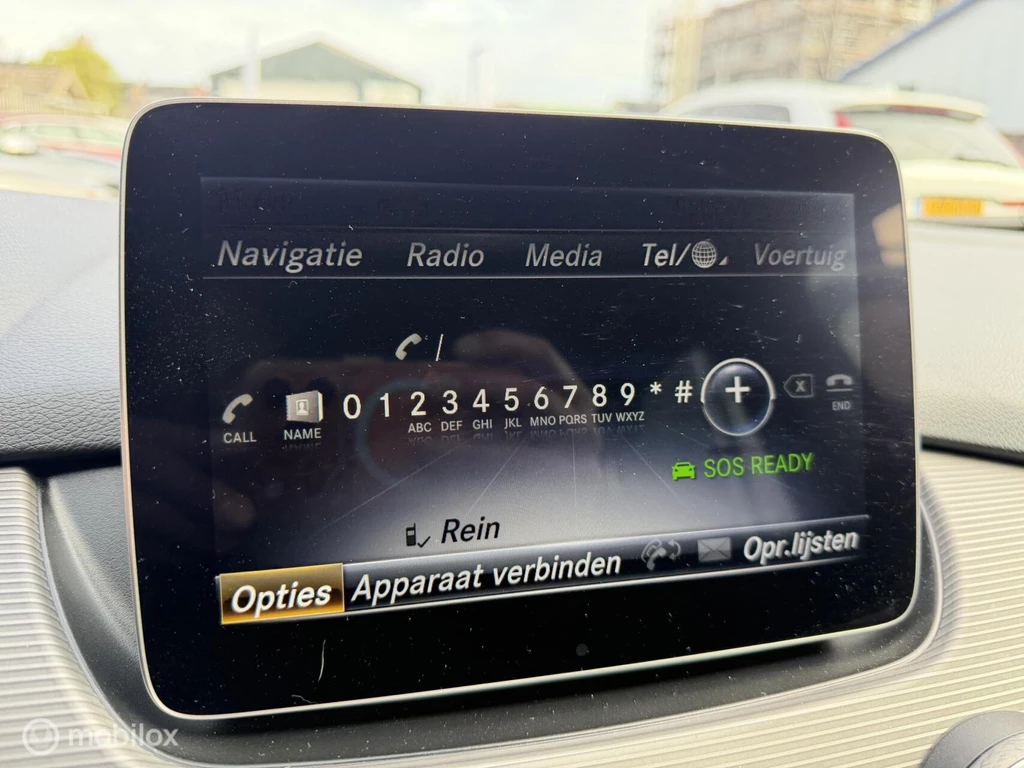 Navigatie Radio Media Tel/ Voertuig
/
0 1 2 3 4 5 6 7 8 9 * # + x
CALL NAME ABC DEF GHI JKL MNO PQRS TUV WXYZ END
SOS READY
Rein
Opties Apparaat verbinden Opr.lijsten
mobilox